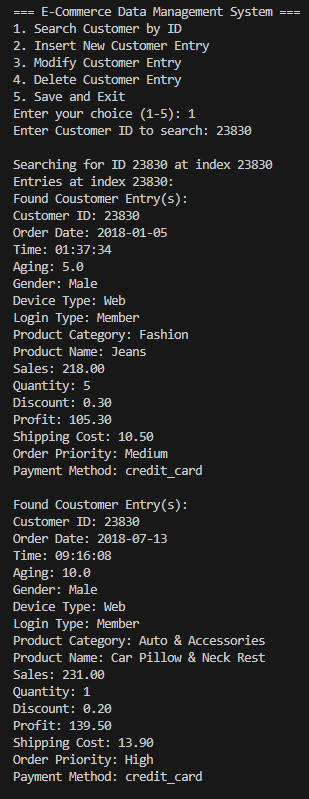 === E-Commerce Data Management System ===
1. Search Customer by ID
2. Insert New Customer Entry
3. Modify Customer Entry
4. Delete Customer Entry
5. Save and Exit
Enter your choice (1-5): 1
Enter Customer ID to search: 23830
Searching for ID 23830 at index 23830
Entries at index 23830:
Found Coustomer Entry(s):
Customer ID: 23830
Order Date: 2018-01-05
Time: 01:37:34
Aging: 5.0
Gender: Male
Device Type: Web
Login Type: Member
Product Category: Fashion
Product Name: Jeans
Sales: 218.00
Quantity: 5
Discount: 0.30
Profit: 105.30
Shipping Cost: 10.50
Order Priority: Medium
Payment Method: credit_card
Found Coustomer Entry(s):
Customer ID: 23830
Order Date: 2018-07-13
Time: 09:16:08
Aging: 10.0
Gender: Male
Device Type: Web
Login Type: Member
Product Category: Auto & Accessories
Product Name: Car Pillow & Neck Rest
Sales: 231.00
Quantity: 1
Discount: 0.20
Profit: 139.50
Shipping Cost: 13.90
Order Priority: High
Payment Method: credit_card